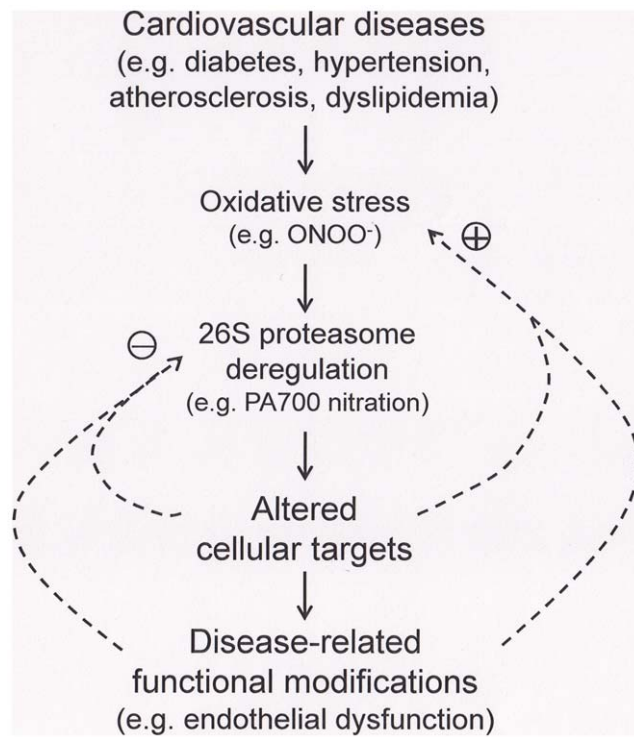 Cardiovascular diseases
(e.g. diabetes, hypertension,
atherosclerosis, dyslipidemia)
Oxidative stress
(e.g. ONOO⁻)
⊕
⊖
26S proteasome
deregulation
(e.g. PA700 nitration)
Altered
cellular targets
Disease-related
functional modifications
(e.g. endothelial dysfunction)